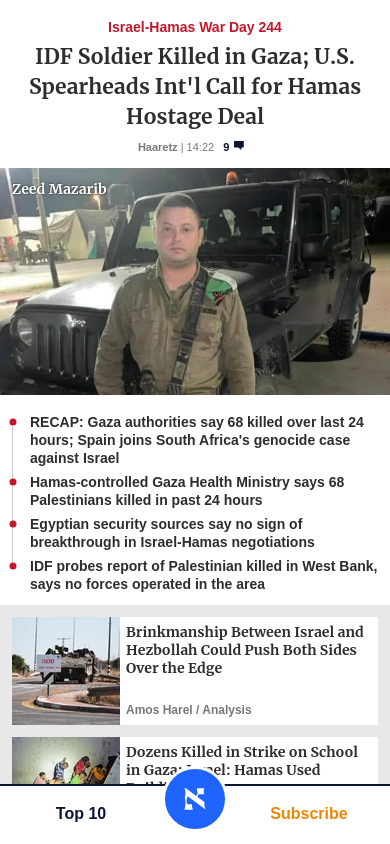 Israel-Hamas War Day 244
IDF Soldier Killed in Gaza; U.S.
Spearheads Int'l Call for Hamas
Hostage Deal
Haaretz | 14:22 9
Zeed Mazarib
RECAP: Gaza authorities say 68 killed over last 24
hours; Spain joins South Africa's genocide case
against Israel
Hamas-controlled Gaza Health Ministry says 68
Palestinians killed in past 24 hours
Egyptian security sources say no sign of
breakthrough in Israel-Hamas negotiations
IDF probes report of Palestinian killed in West Bank,
says no forces operated in the area
Brinkmanship Between Israel and
Hezbollah Could Push Both Sides
Over the Edge
Amos Harel / Analysis
Dozens Killed in Strike on School
in Gaza; Hamas Used
Top 10
Subscribe